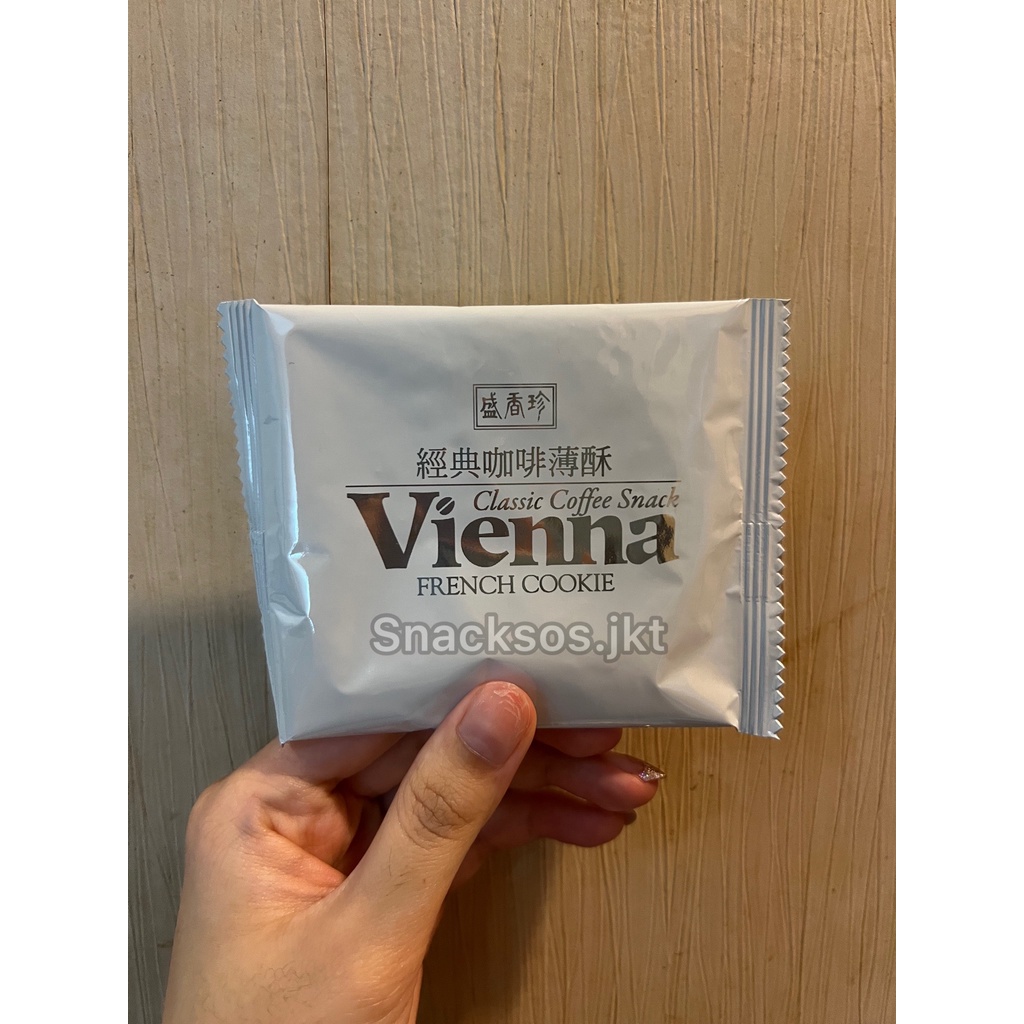 盛香珍
經典咖啡薄酥
Classic Coffee Snack
Vienna
FRENCH COOKIE
Snacksos.jkt